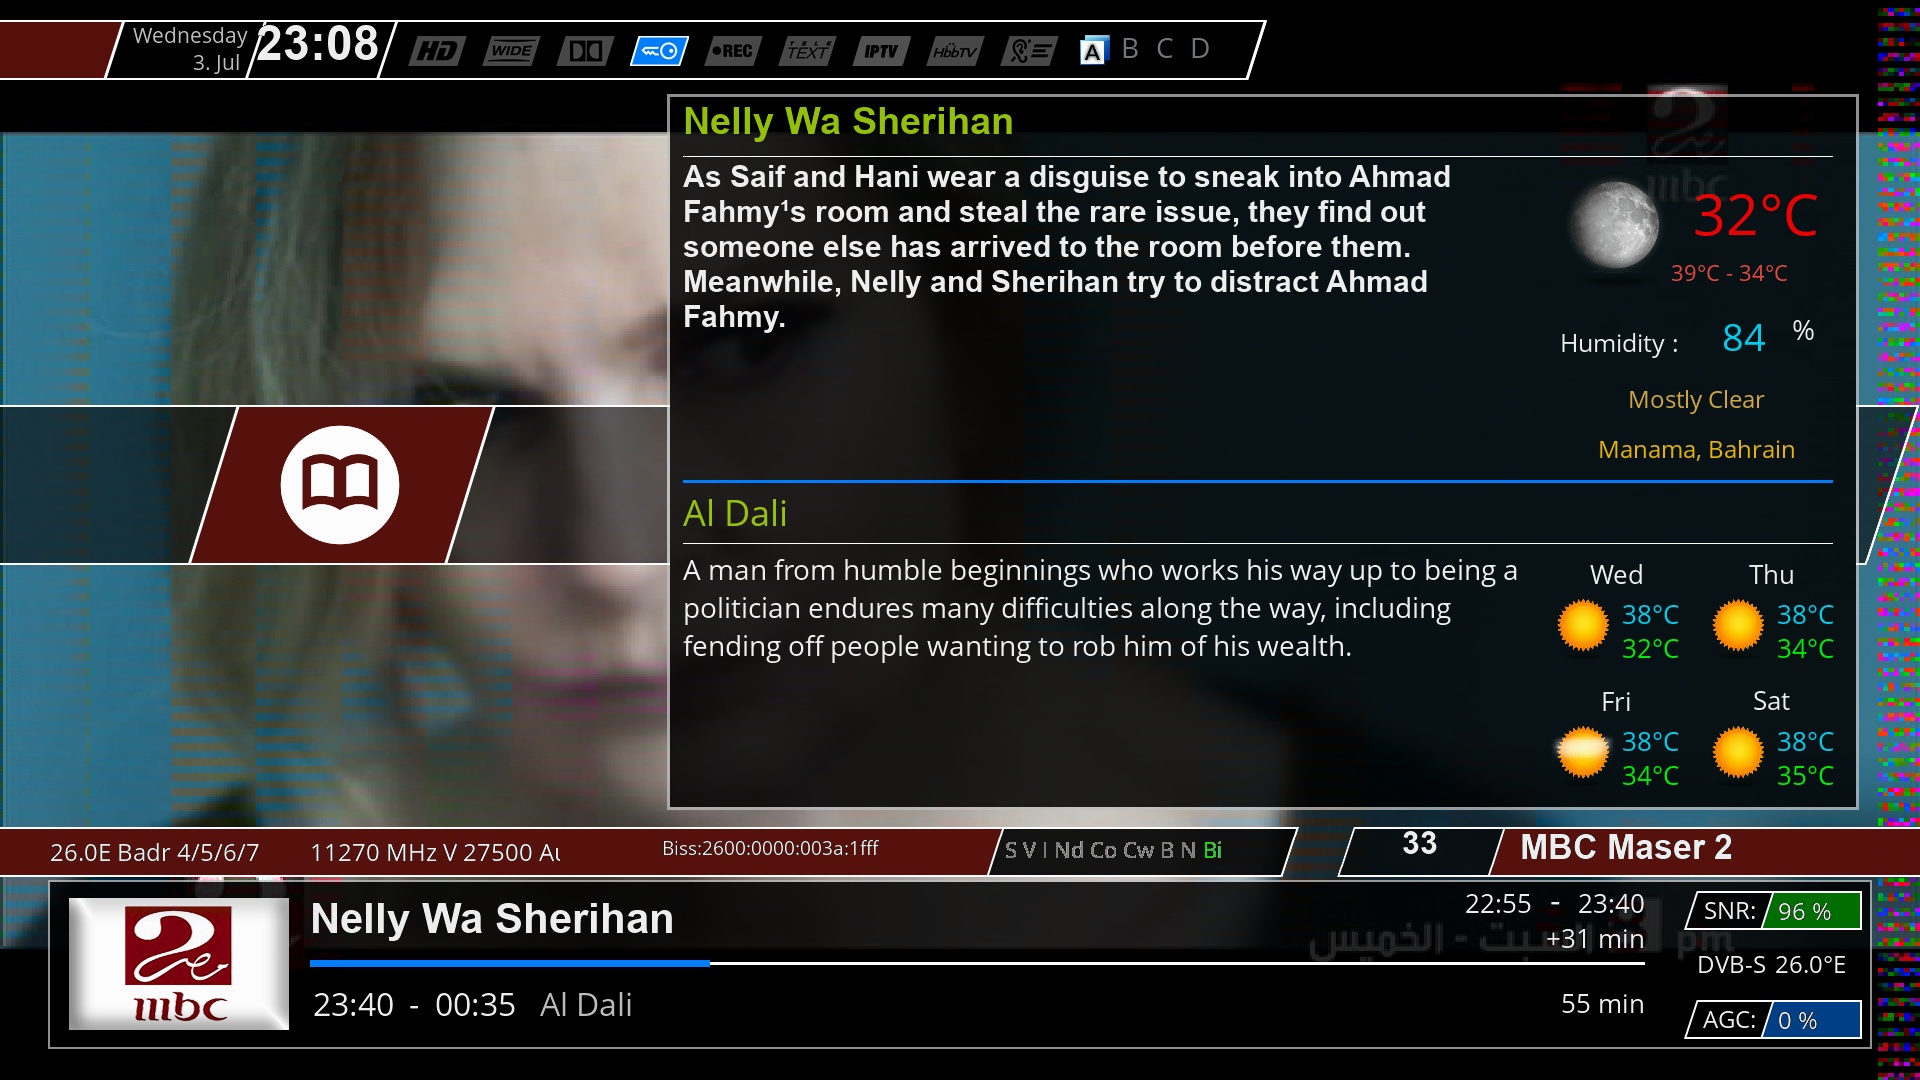 Wednesday
3. Jul
23:08
HD WIDE REC TELE TEXT IPTV HbbTV A B C D
Nelly Wa Sherihan
As Saif and Hani wear a disguise to sneak into Ahmad
Fahmy¹s room and steal the rare issue, they find out
someone else has arrived to the room before them.
Meanwhile, Nelly and Sherihan try to distract Ahmad
Fahmy.
mbc
32°C
39°C - 34°C
Humidity : 84 %
Mostly Clear
Manama, Bahrain
Al Dali
A man from humble beginnings who works his way up to being a
politician endures many difficulties along the way, including
fending off people wanting to rob him of his wealth.
Wed Thu
38°C 38°C
32°C 34°C
Fri Sat
38°C 38°C
34°C 35°C
26.0E Badr 4/5/6/7 11270 MHz V 27500 Au Biss:2600:0000:003a:1fff S V I Nd Co Cw B N Bi 33 MBC Maser 2
mbc
Nelly Wa Sherihan
22:55 - 23:40
+31 min
السبت - الخميس
pm
23:40 - 00:35 Al Dali 55 min
SNR: 96 %
DVB-S 26.0°E
AGC: 0 %